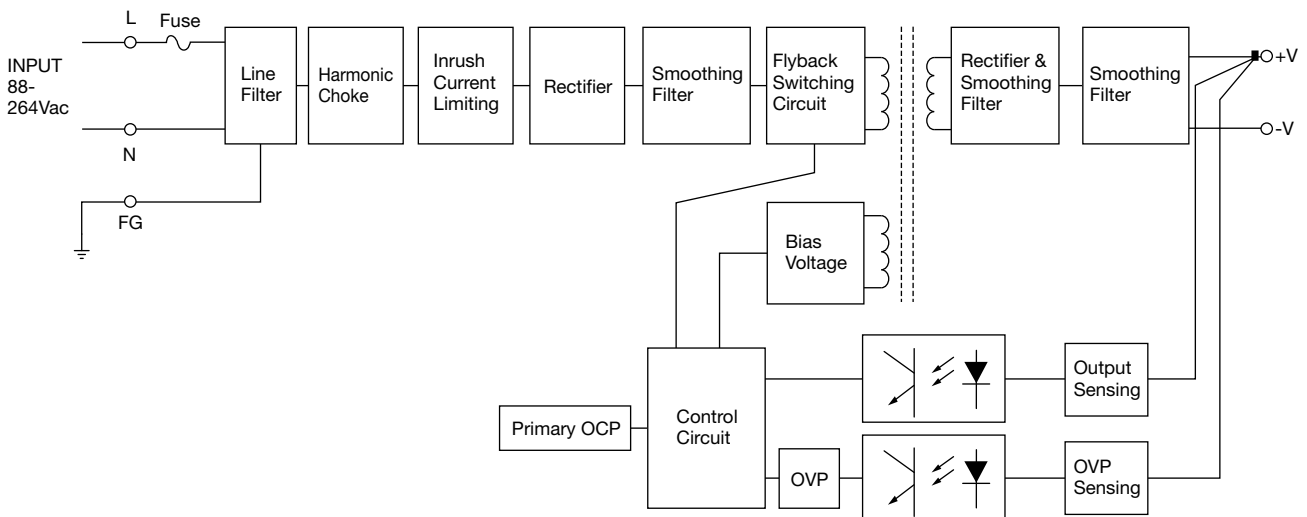 L
Fuse
INPUT
88-
264Vac
N
FG
Line
Filter
Harmonic
Choke
Inrush
Current
Limiting
Rectifier
Smoothing
Filter
Flyback
Switching
Circuit
Rectifier &
Smoothing
Filter
Smoothing
Filter
+V
-V
Bias
Voltage
Primary OCP
Control
Circuit
Output
Sensing
OVP
OVP
Sensing